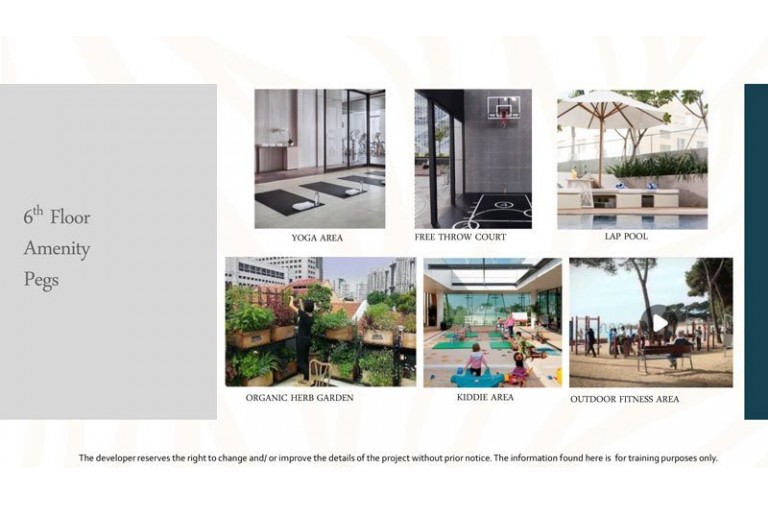 6th Floor
Amenity
Pegs
YOGA AREA
FREE THROW COURT
LAP POOL
ORGANIC HERB GARDEN
KIDDIE AREA
OUTDOOR FITNESS AREA
The developer reserves the right to change and/ or improve the details of the project without prior notice. The information found here is for training purposes only.